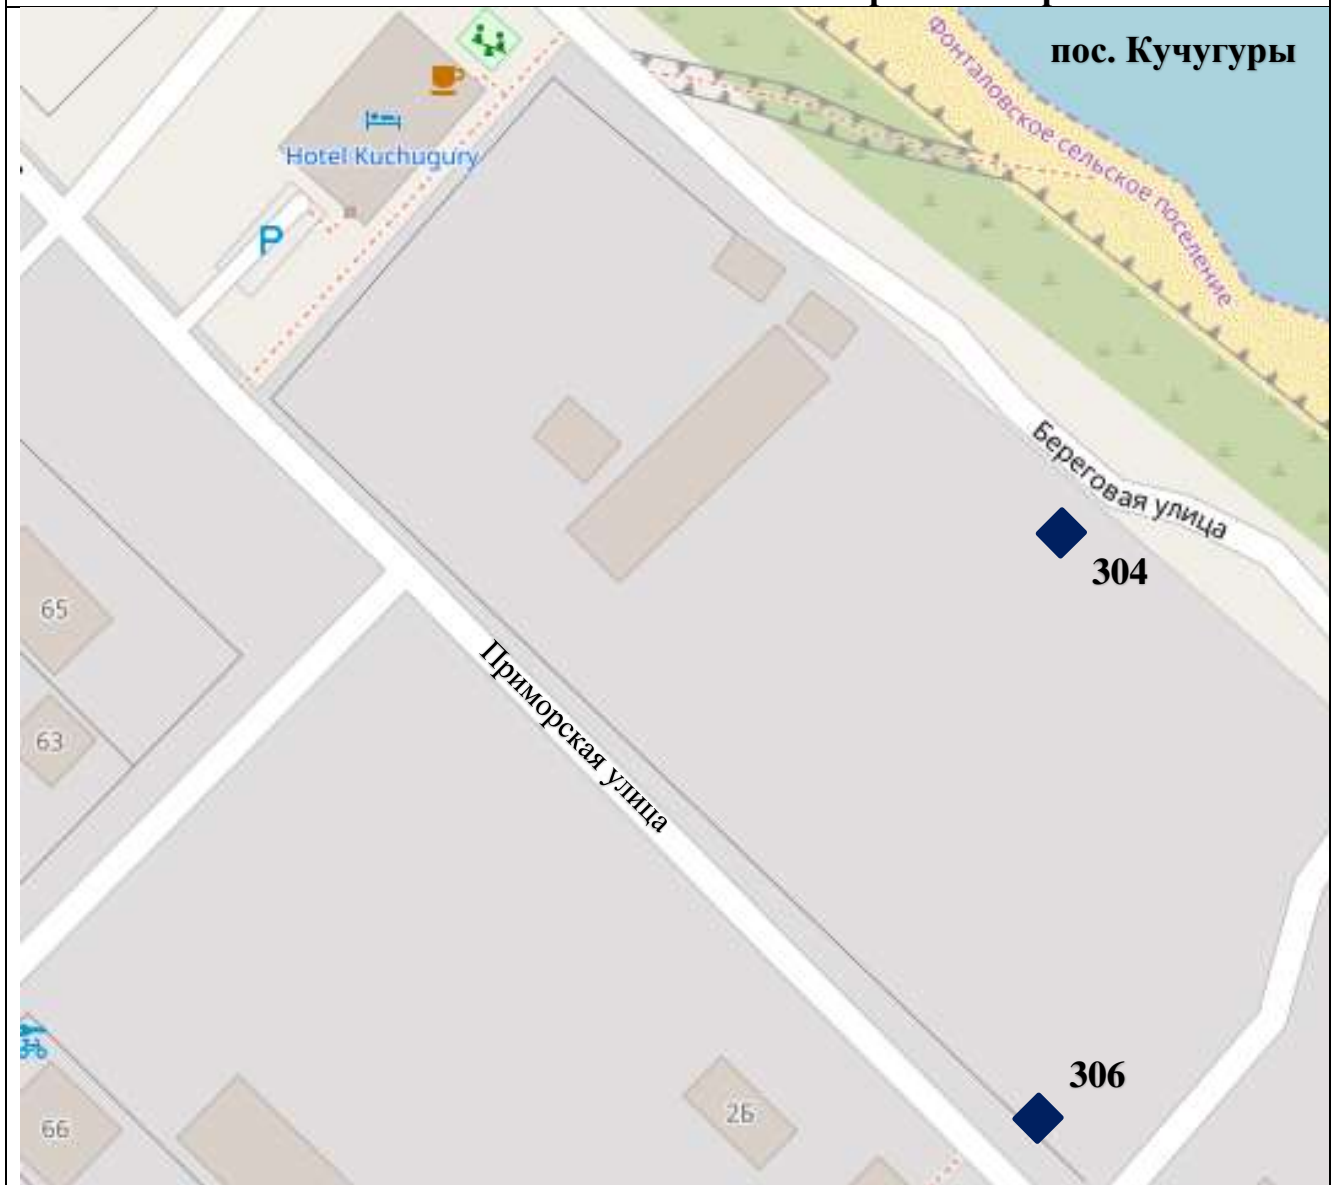 пос. Кучугуры
Фонталовское сельское поселение
Hotel Kuchugury
P
Береговая улица
304
65
Приморская улица
63
306
2Б
66